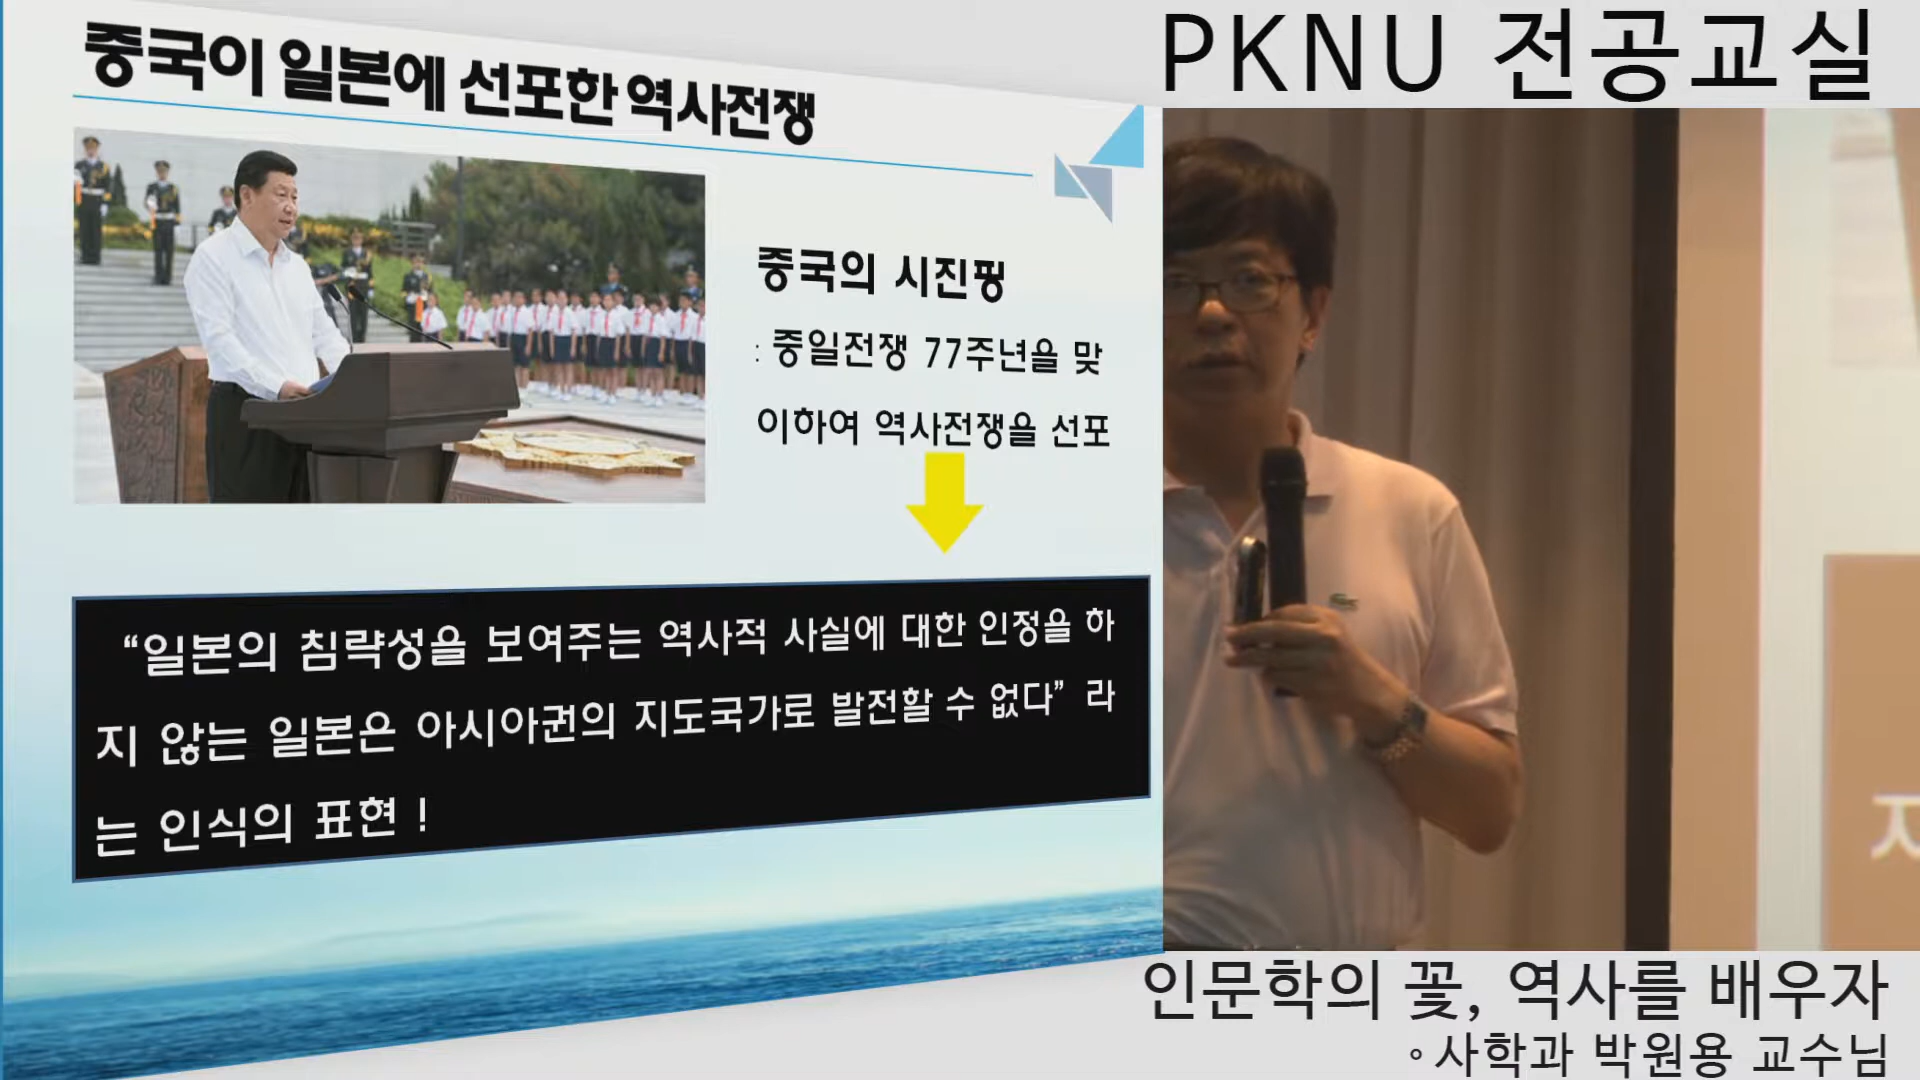 중국이 일본에 선포한 역사전쟁
중국의 시진핑
: 중일전쟁 77주년을 맞
이하여 역사전쟁을 선포
“일본의 침략성을 보여주는 역사적 사실에 대한 인정을 하
지 않는 일본은 아시아권의 지도국가로 발전할 수 없다” 라
는 인식의 표현 !
PKNU 전공교실
인문학의 꽃, 역사를 배우자
◦사학과 박원용 교수님